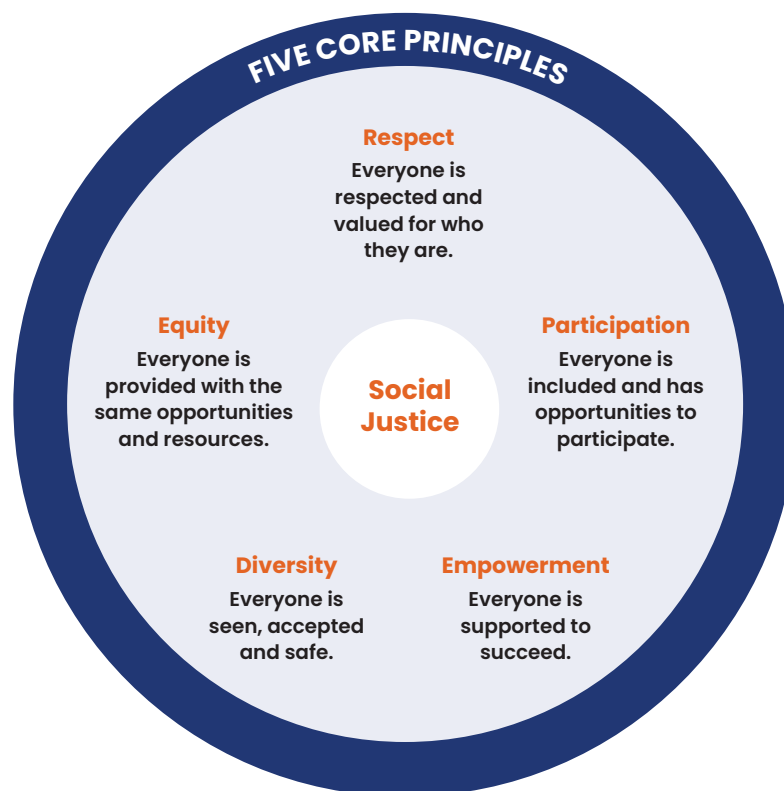 FIVE CORE PRINCIPLES
Respect
Everyone is
respected and
valued for who
they are.
Equity
Everyone is
provided with the
same opportunities
and resources.
Social
Justice
Participation
Everyone is
included and has
opportunities to
participate.
Diversity
Everyone is
seen, accepted
and safe.
Empowerment
Everyone is
supported to
succeed.